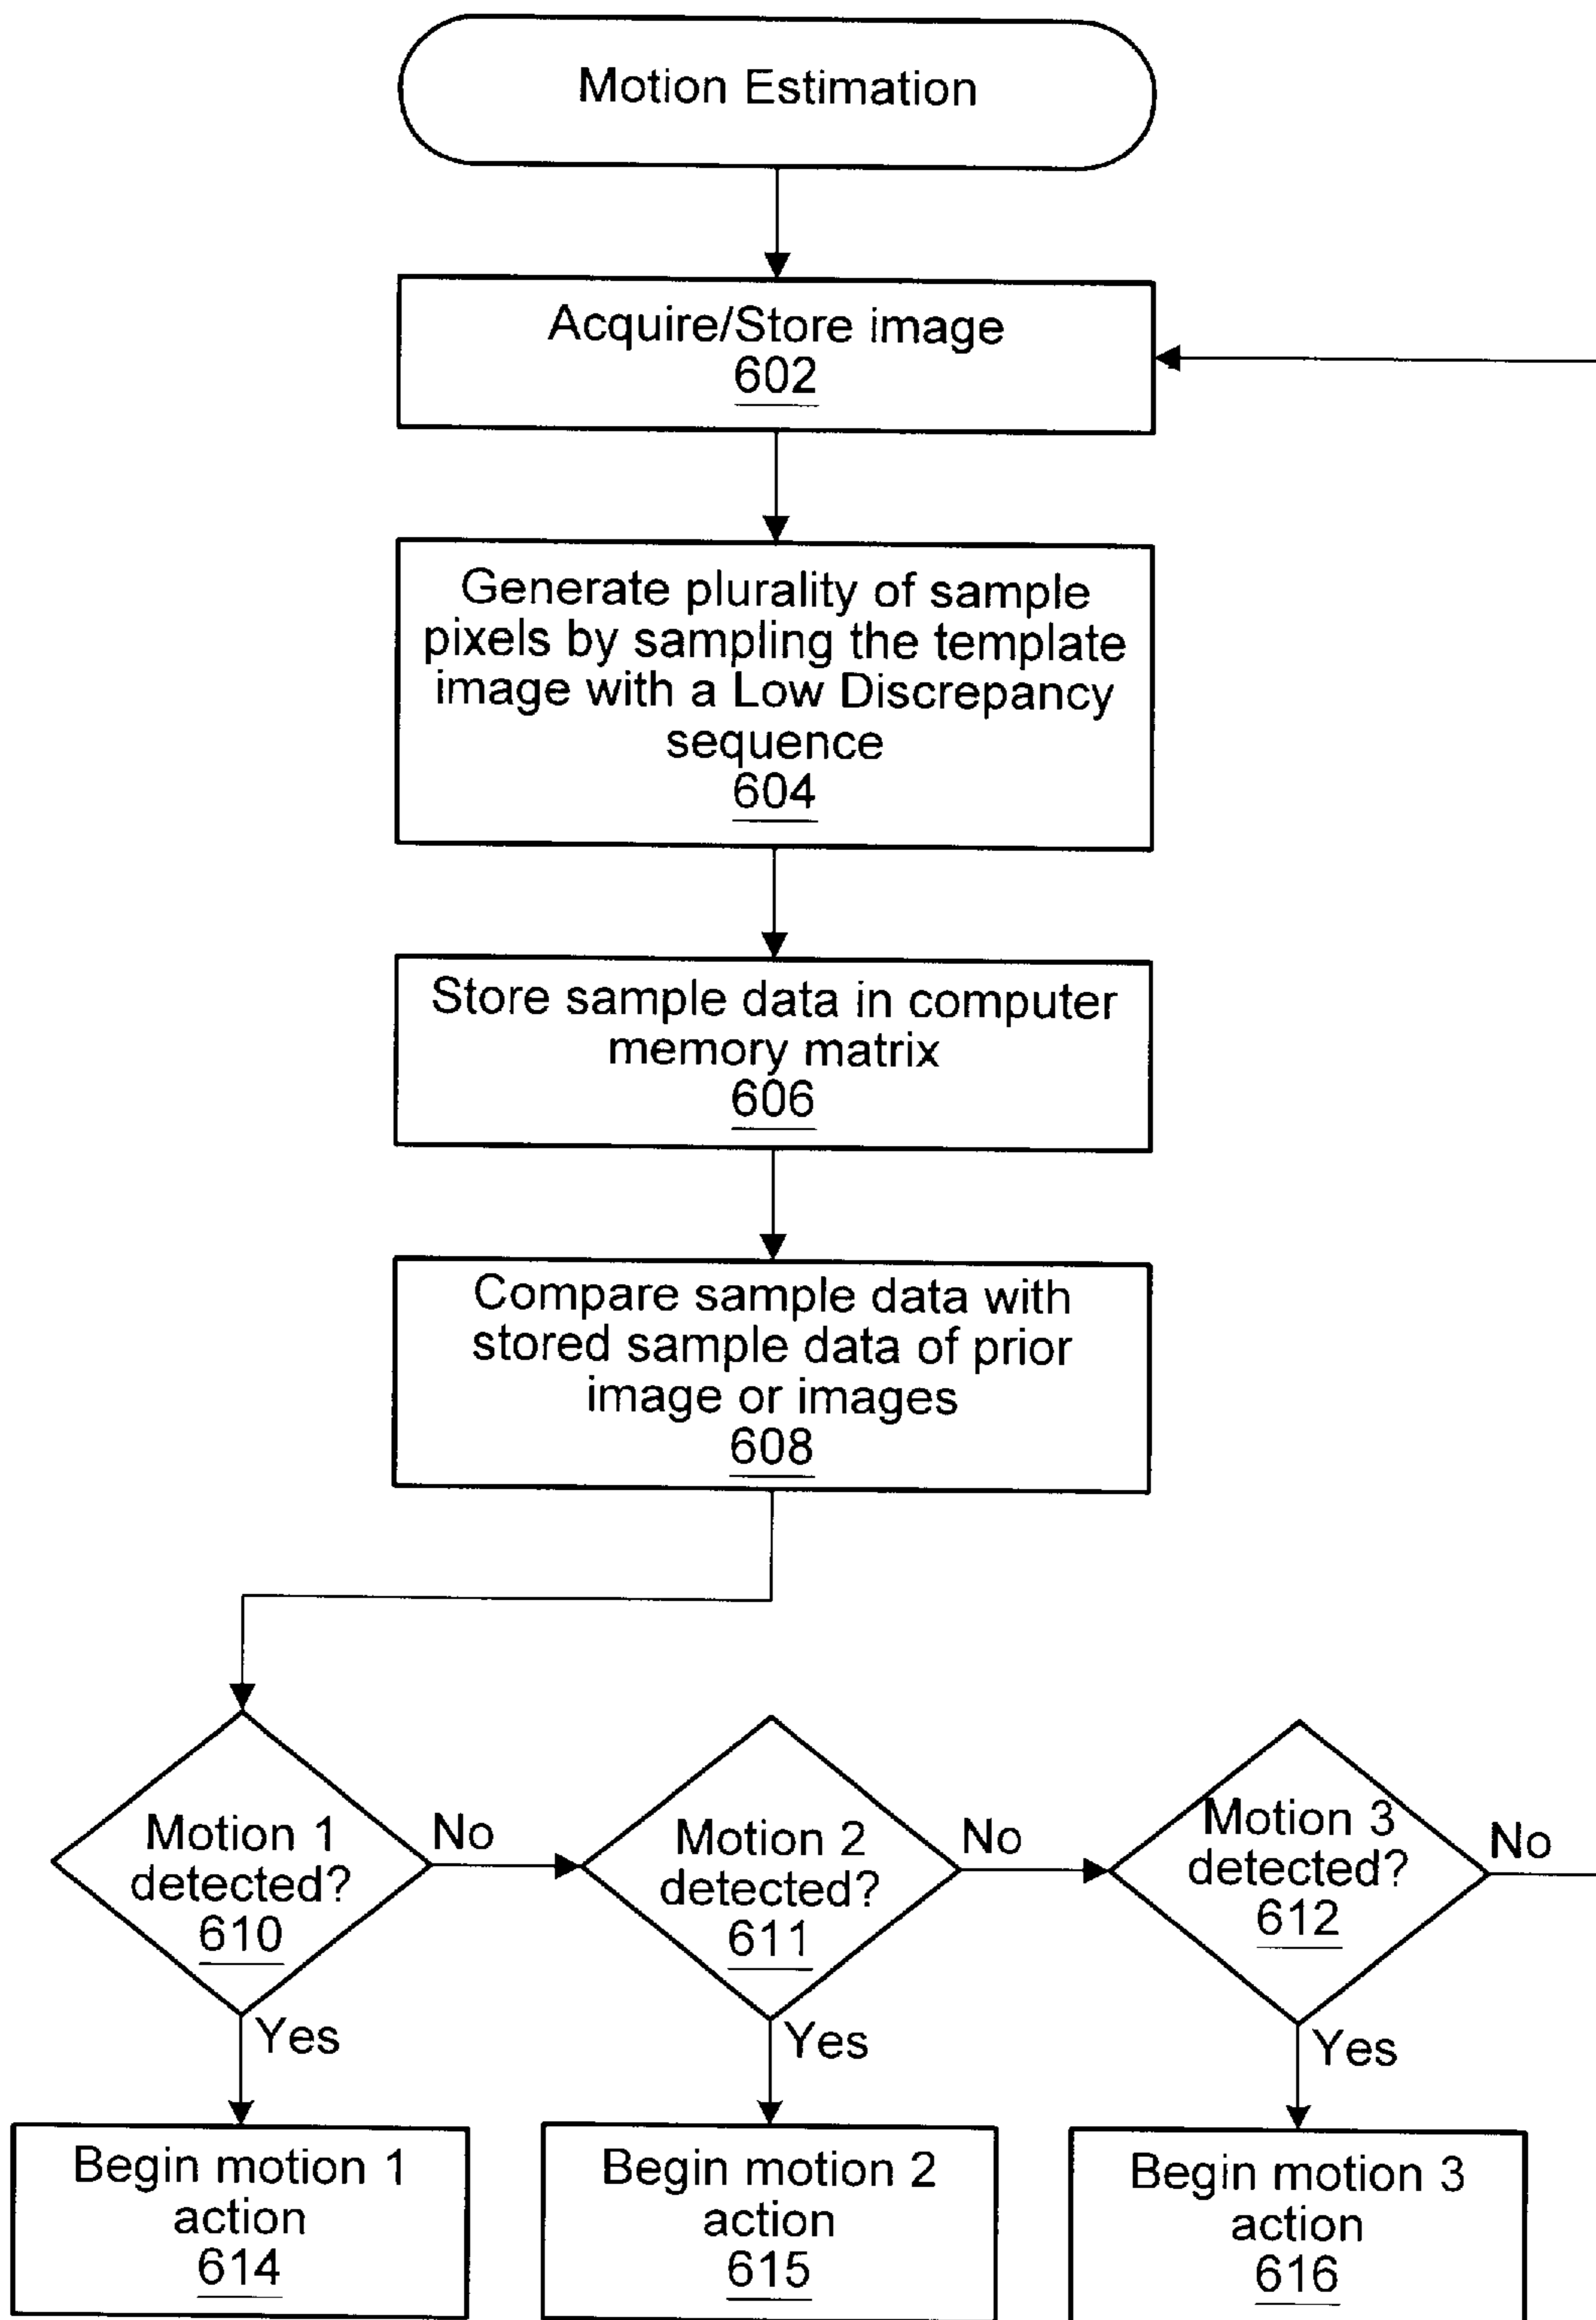 Motion Estimation
Acquire/Store image
602
Generate plurality of sample
pixels by sampling the template
image with a Low Discrepancy
sequence
604
Store sample data in computer
memory matrix
606
Compare sample data with
stored sample data of prior
image or images
608
Motion 1
detected?
610
No
Motion 2
detected?
611
No
Motion 3
detected?
612
No
Yes
Yes
Yes
Begin motion 1
action
614
Begin motion 2
action
615
Begin motion 3
action
616